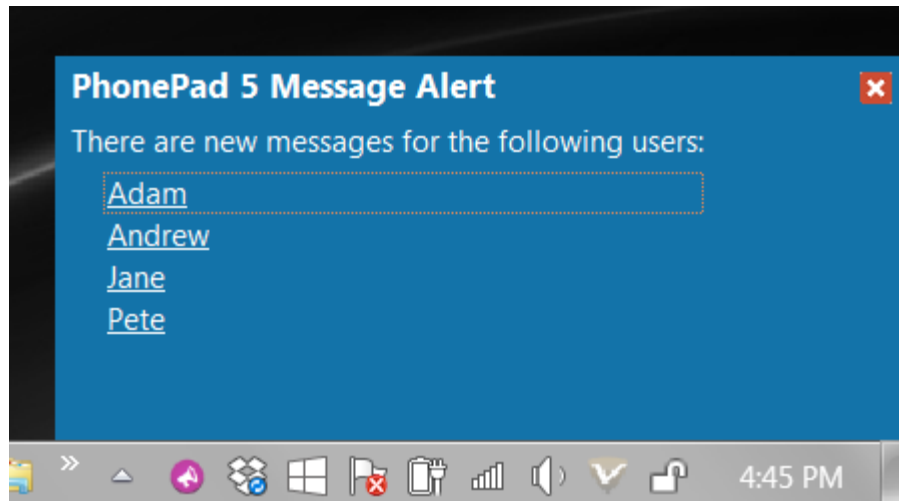 PhonePad 5 Message Alert
There are new messages for the following users:
Adam
Andrew
Jane
Pete
4:45 PM